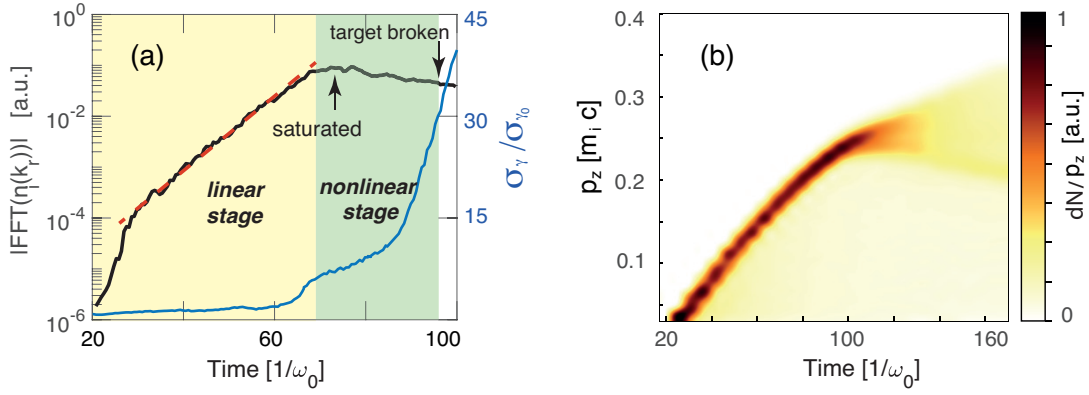 (a)
10^0
10^-2
10^-4
10^-6
|FFT(n_i(k_r))| [a.u.]
target broken
saturated
linear
stage
nonlinear
stage
45
30
15
σ_γ/σ_γ0
20
60
100
Time [1/ω_0]
(b)
0.4
0.3
0.2
0.1
p_z [m_i c]
20
100
160
Time [1/ω_0]
1
0
dN/p_z [a.u.]